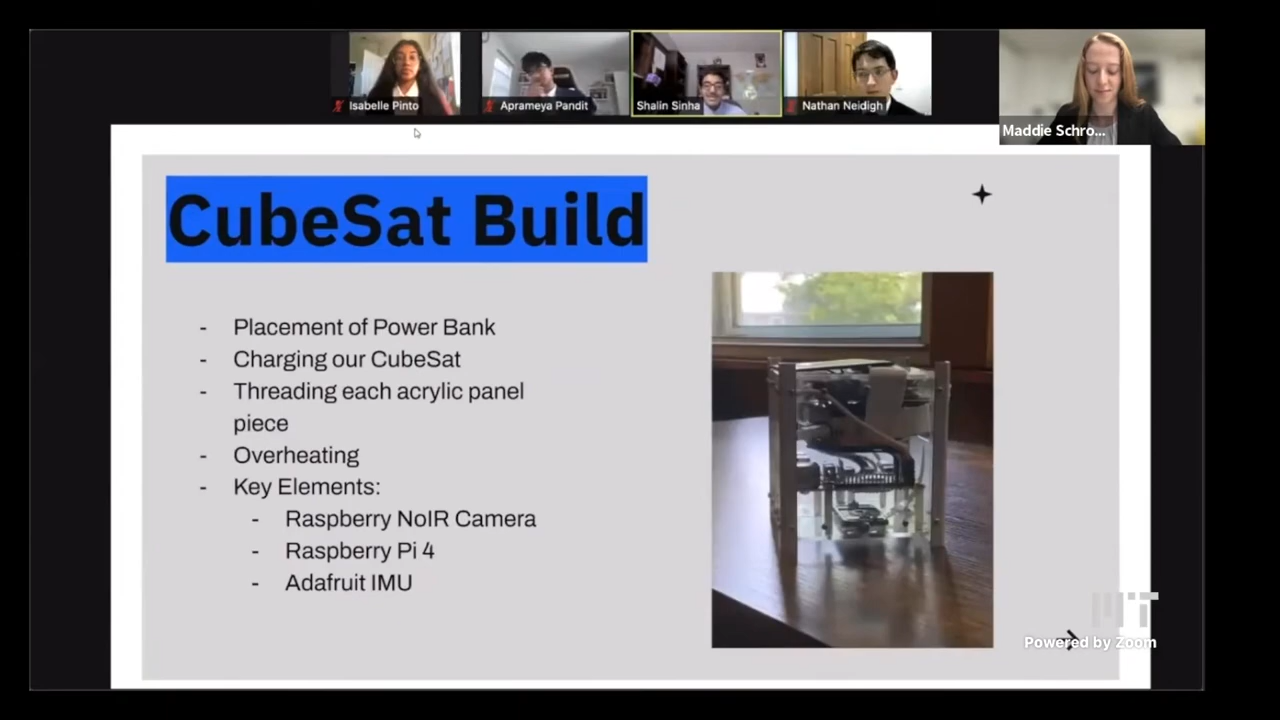 Isabelle Pinto
Aprameya Pandit
Shalin Sinha
Nathan Neidigh
Maddie Schro...
CubeSat Build
- Placement of Power Bank
- Charging our CubeSat
- Threading each acrylic panel
piece
- Overheating
- Key Elements:
- Raspberry NoIR Camera
- Raspberry Pi 4
- Adafruit IMU
MIT
Powered by Zoom